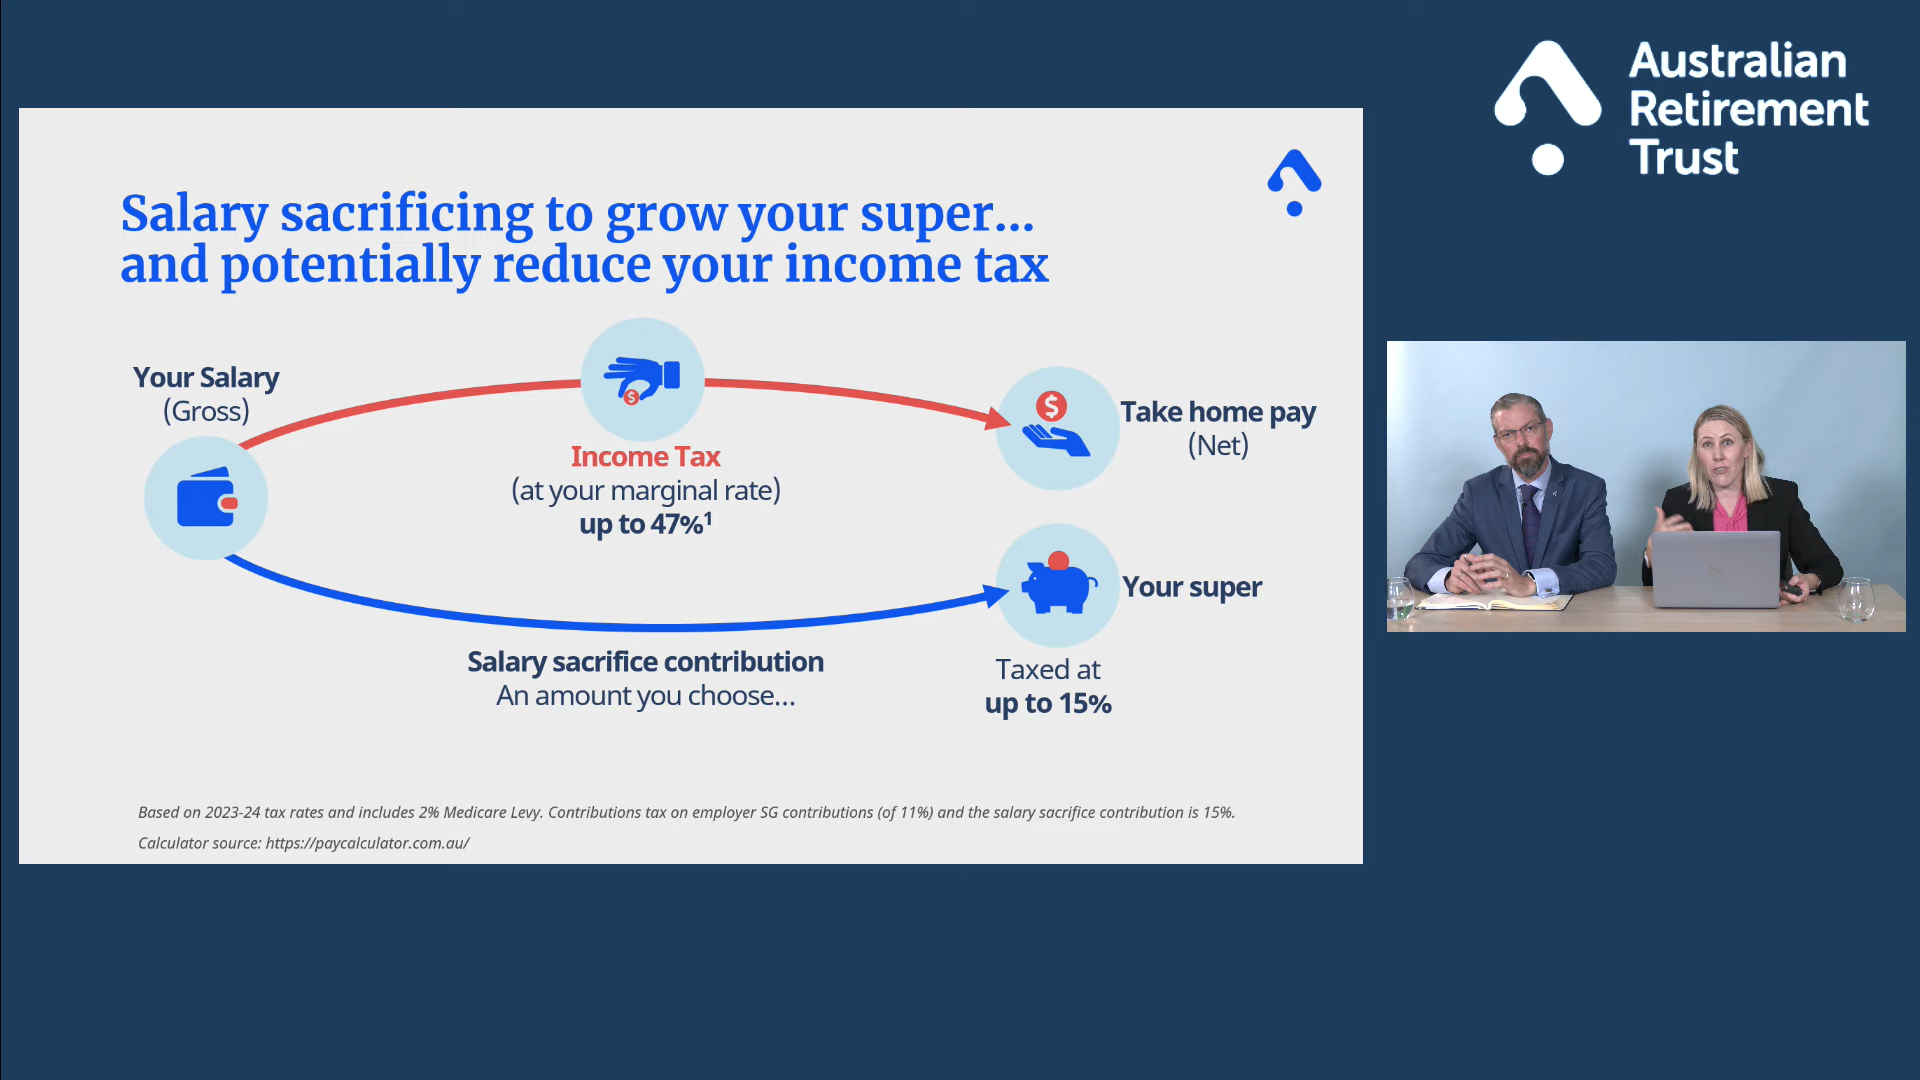 Australian
Retirement
Trust
Salary sacrificing to grow your super...
and potentially reduce your income tax
Your Salary
(Gross)
$
Income Tax
(at your marginal rate)
up to 47%¹
$
Take home pay
(Net)
Your super
Salary sacrifice contribution
An amount you choose...
Taxed at
up to 15%
Based on 2023-24 tax rates and includes 2% Medicare Levy. Contributions tax on employer SG contributions (of 11%) and the salary sacrifice contribution is 15%.
Calculator source: https://paycalculator.com.au/